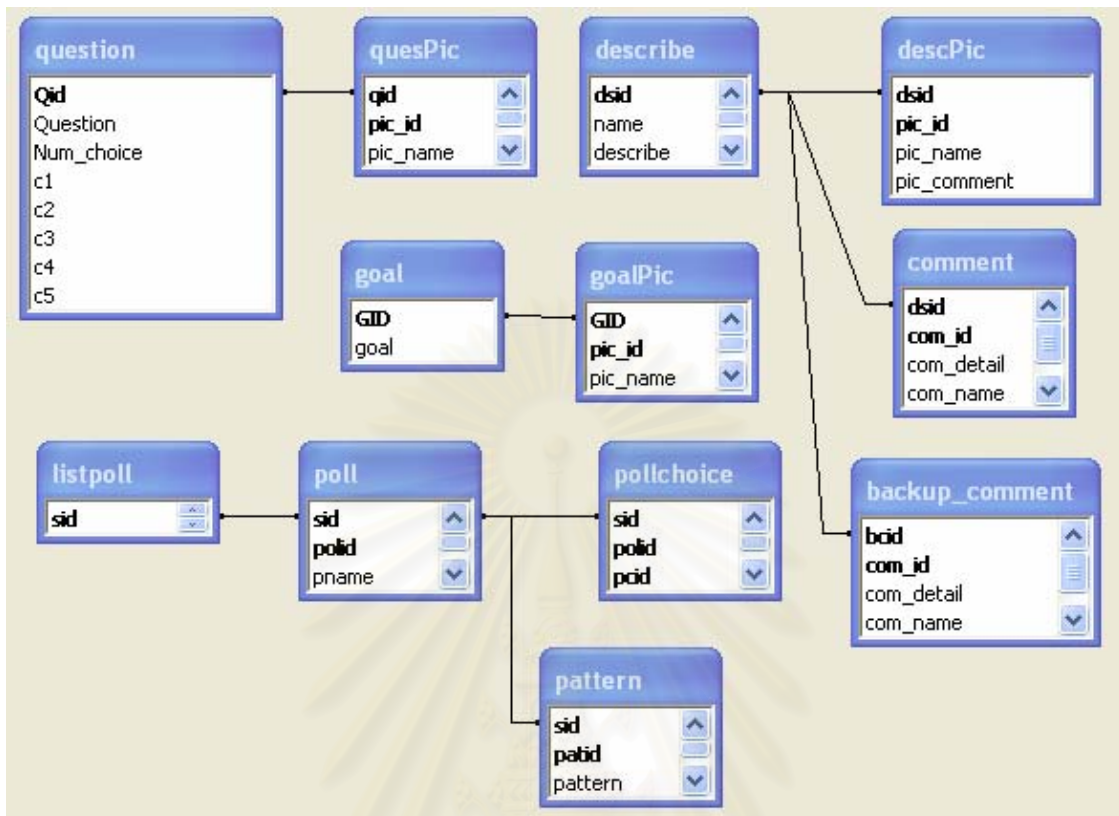 question
Qid
Question
Num_choice
c1
c2
c3
c4
c5
quesPic
qid
pic_id
pic_name
describe
dsid
name
describe
descPic
dsid
pic_id
pic_name
pic_comment
goal
GID
goal
goalPic
GID
pic_id
pic_name
comment
dsid
com_id
com_detail
com_name
listpoll
sid
poll
sid
polid
pname
pollchoice
sid
polid
pcid
backup_comment
bcid
com_id
com_detail
com_name
pattern
sid
patid
pattern